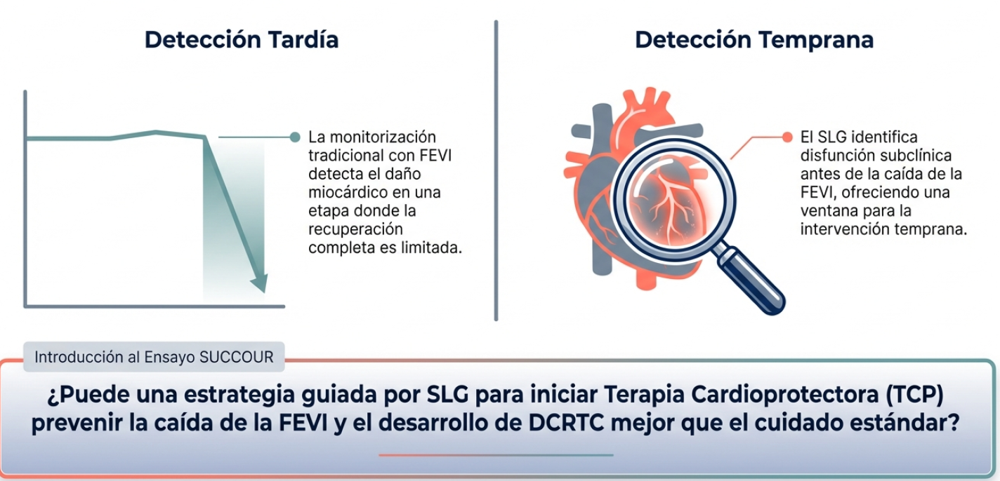 Detección Tardía
La monitorización
tradicional con FEVI
detecta el daño
miocárdico en una
etapa donde la
recuperación
completa es limitada.
Detección Temprana
El SLG identifica
disfunción subclínica
antes de la caída de la
FEVI, ofreciendo una
ventana para la
intervención temprana.
Introducción al Ensayo SUCCOUR
¿Puede una estrategia guiada por SLG para iniciar Terapia Cardioprotectora (TCP)
prevenir la caída de la FEVI y el desarrollo de DCRTC mejor que el cuidado estándar?